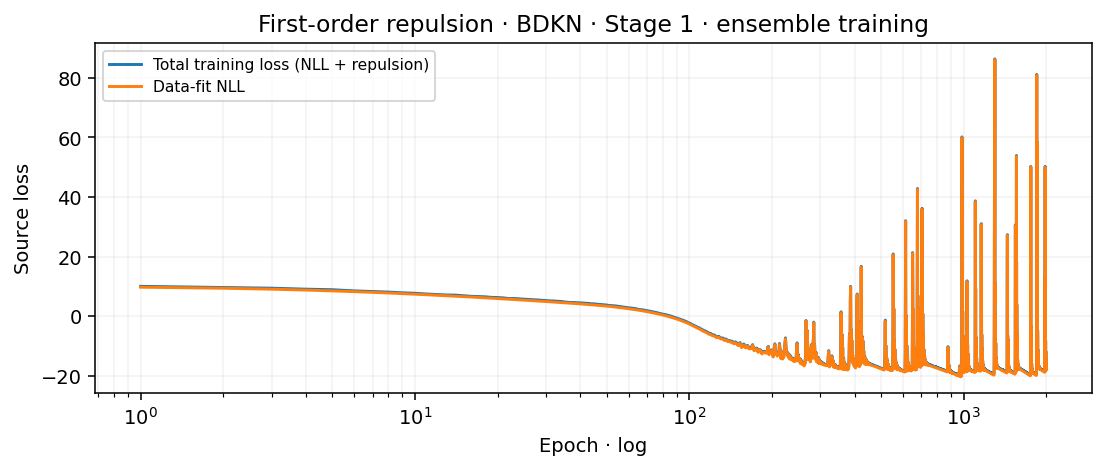 First-order repulsion · BDKN · Stage 1 · ensemble training
Total training loss (NLL + repulsion)
Data-fit NLL
Source loss
80
60
40
20
0
−20
10⁰
10¹
10²
10³
Epoch · log